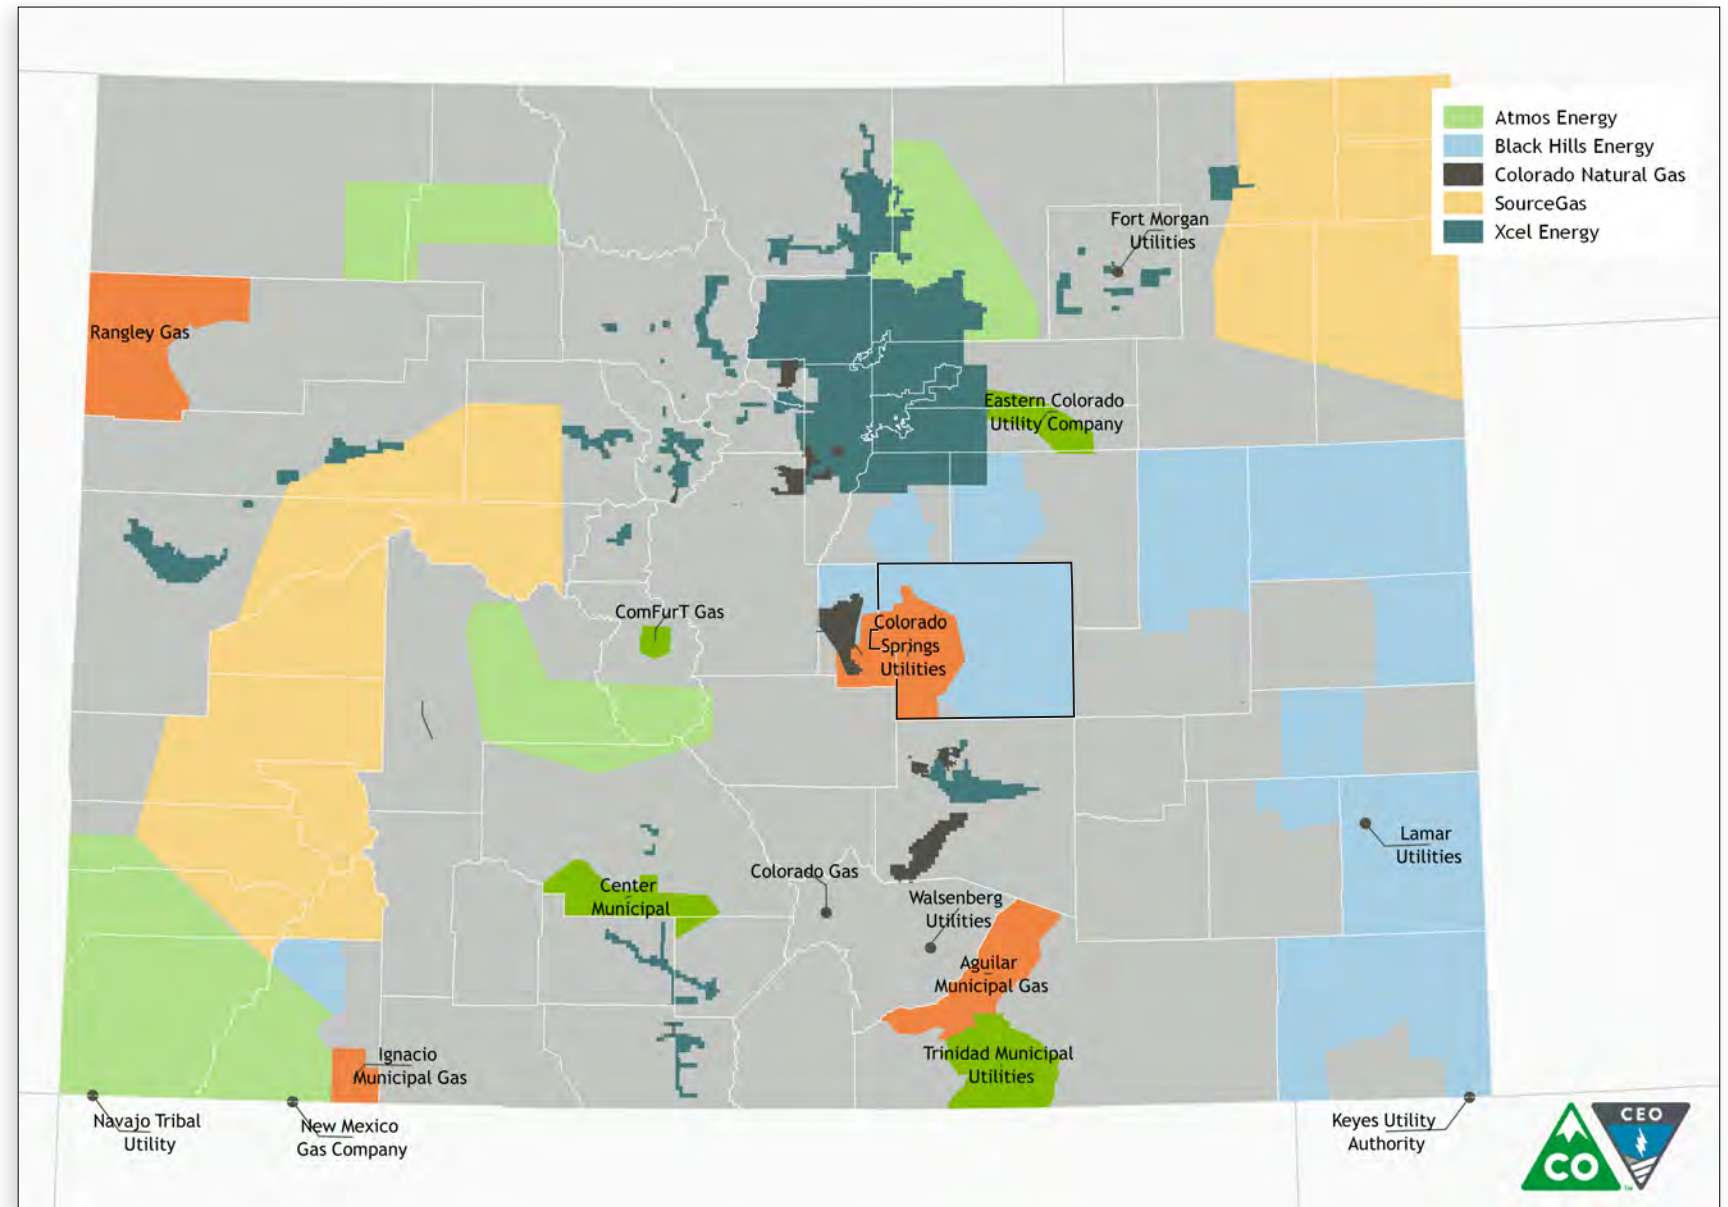 Atmos Energy
Black Hills Energy
Colorado Natural Gas
SourceGas
Xcel Energy
Fort Morgan
Utilities
Rangley Gas
Eastern Colorado
Utility Company
ComFurT Gas
Colorado
Springs
Utilities
Lamar
Utilities
Colorado Gas
Center
Municipal
Walsenberg
Utilities
Aguilar
Municipal Gas
Trinidad Municipal
Utilities
Ignacio
Municipal Gas
Navajo Tribal
Utility
New Mexico
Gas Company
Keyes Utility
Authority
CO
CEO